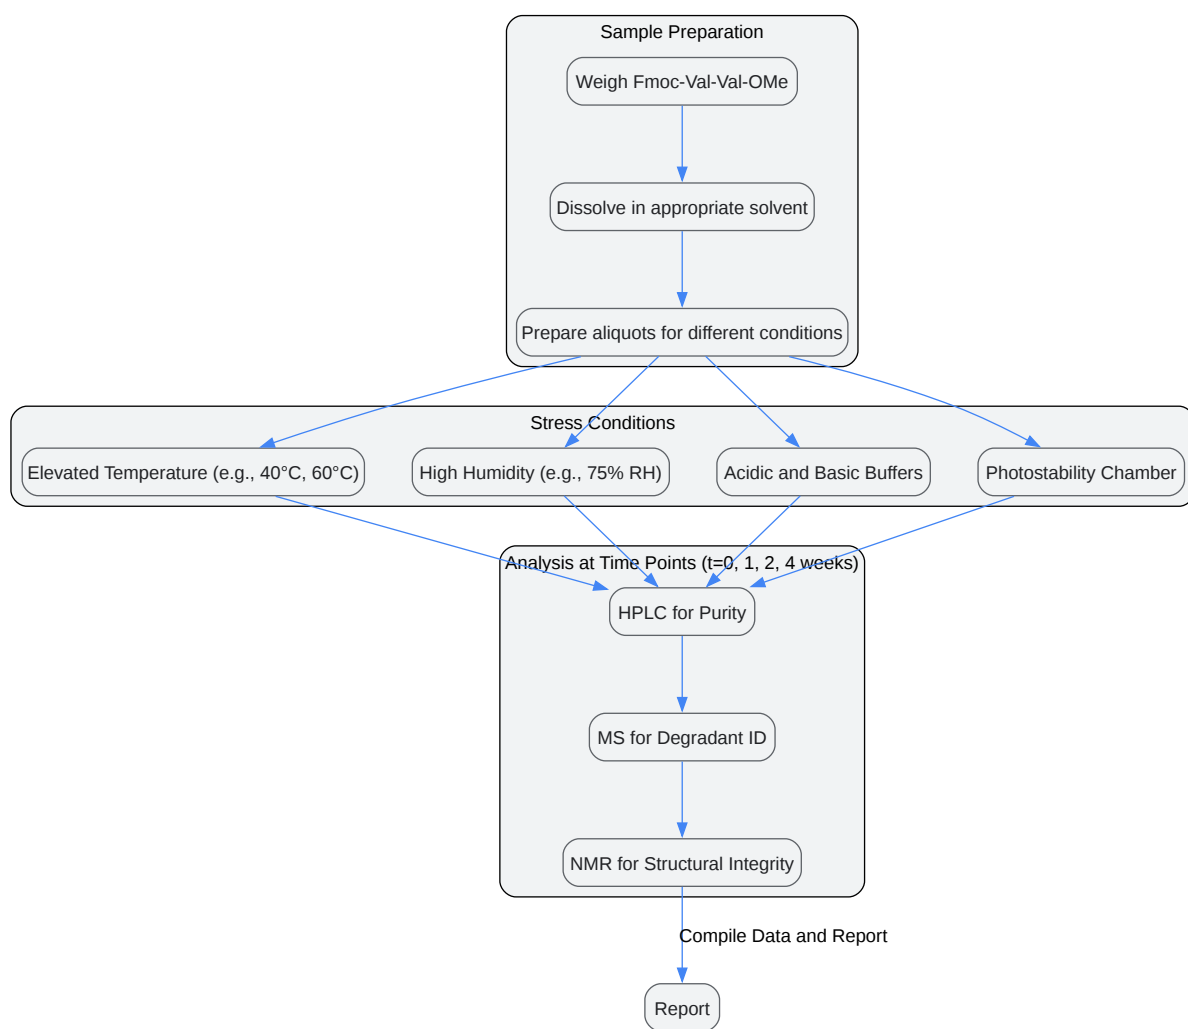 Sample Preparation
Weigh Fmoc-Val-Val-OMe
Dissolve in appropriate solvent
Prepare aliquots for different conditions
Stress Conditions
Elevated Temperature (e.g., 40°C, 60°C)
High Humidity (e.g., 75% RH)
Acidic and Basic Buffers
Photostability Chamber
Analysis at Time Points (t=0, 1, 2, 4 weeks)
HPLC for Purity
MS for Degradant ID
NMR for Structural Integrity
Compile Data and Report
Report